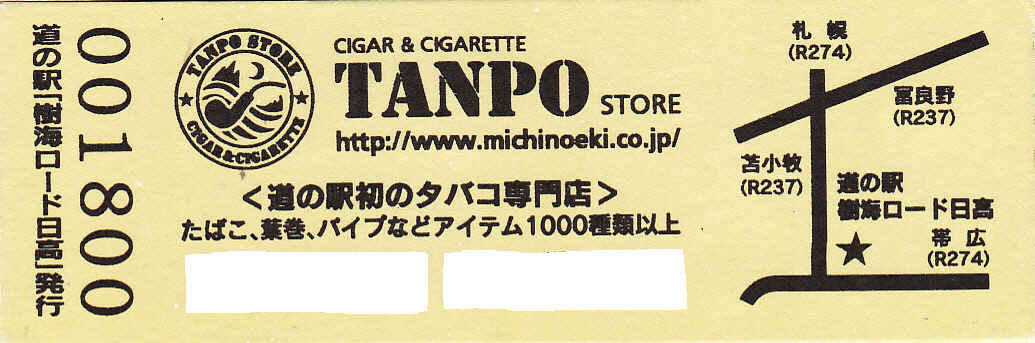 道の駅「樹海ロード日高」発行
001800
TANPO STORE
CIGAR&CIGARETTE
CIGAR & CIGARETTE
TANPO STORE
http://www.michinoeki.co.jp/
<道の駅初のタバコ専門店>
たばこ、葉巻、パイプなどアイテム1000種類以上
札幌
(R274)
富良野
(R237)
苫小牧
(R237)
道の駅
樹海ロード日高
帯広
(R274)